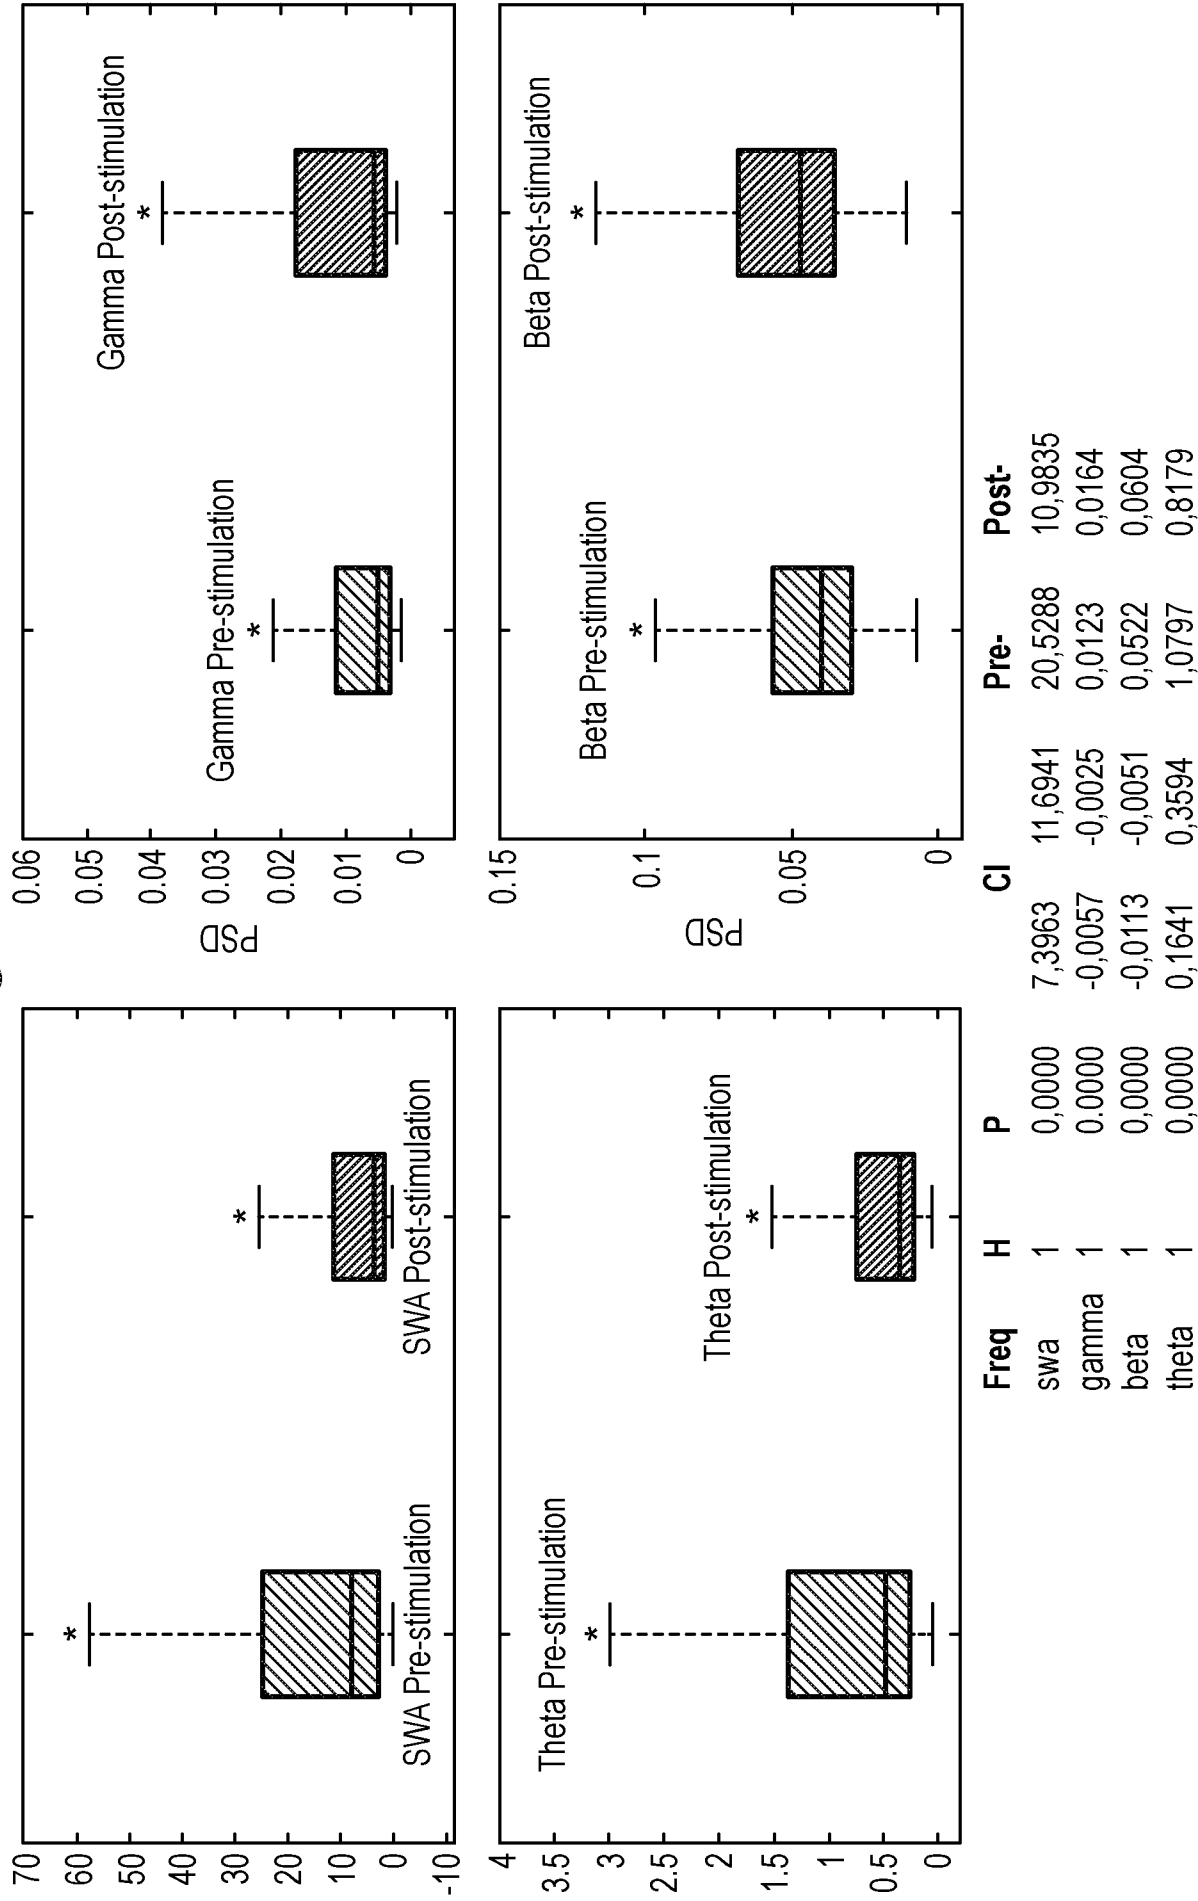 70
60
50
40
30
20
10
0
-10
*
SWA Pre-stimulation
*
SWA Post-stimulation
PSD
0.06
0.05
0.04
0.03
0.02
0.01
0
*
Gamma Pre-stimulation
*
Gamma Post-stimulation
4
3.5
3
2.5
2
1.5
1
0.5
0
Theta Pre-stimulation
*
Theta Post-stimulation
*
PSD
0.15
0.1
0.05
0
Beta Pre-stimulation
*
Beta Post-stimulation
*
Freq H P CI Pre- Post-
swa 1 0,0000 7,3963 11,6941 20,5288 10,9835
gamma 1 0.0000 -0,0057 -0,0025 0,0123 0,0164
beta 1 0,0000 -0,0113 -0,0051 0,0522 0,0604
theta 1 0,0000 0,1641 0,3594 1,0797 0,8179